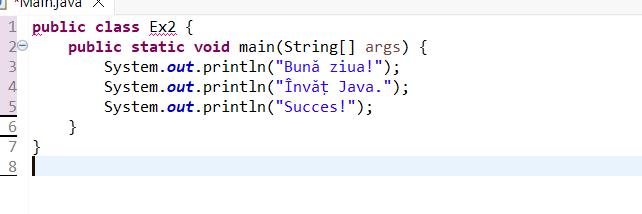 *Main.java
1 public class Ex2 {
2 public static void main(String[] args) {
3 System.out.println("Bună ziua!");
4 System.out.println("Învăț Java.");
5 System.out.println("Succes!");
6 }
7 }
8